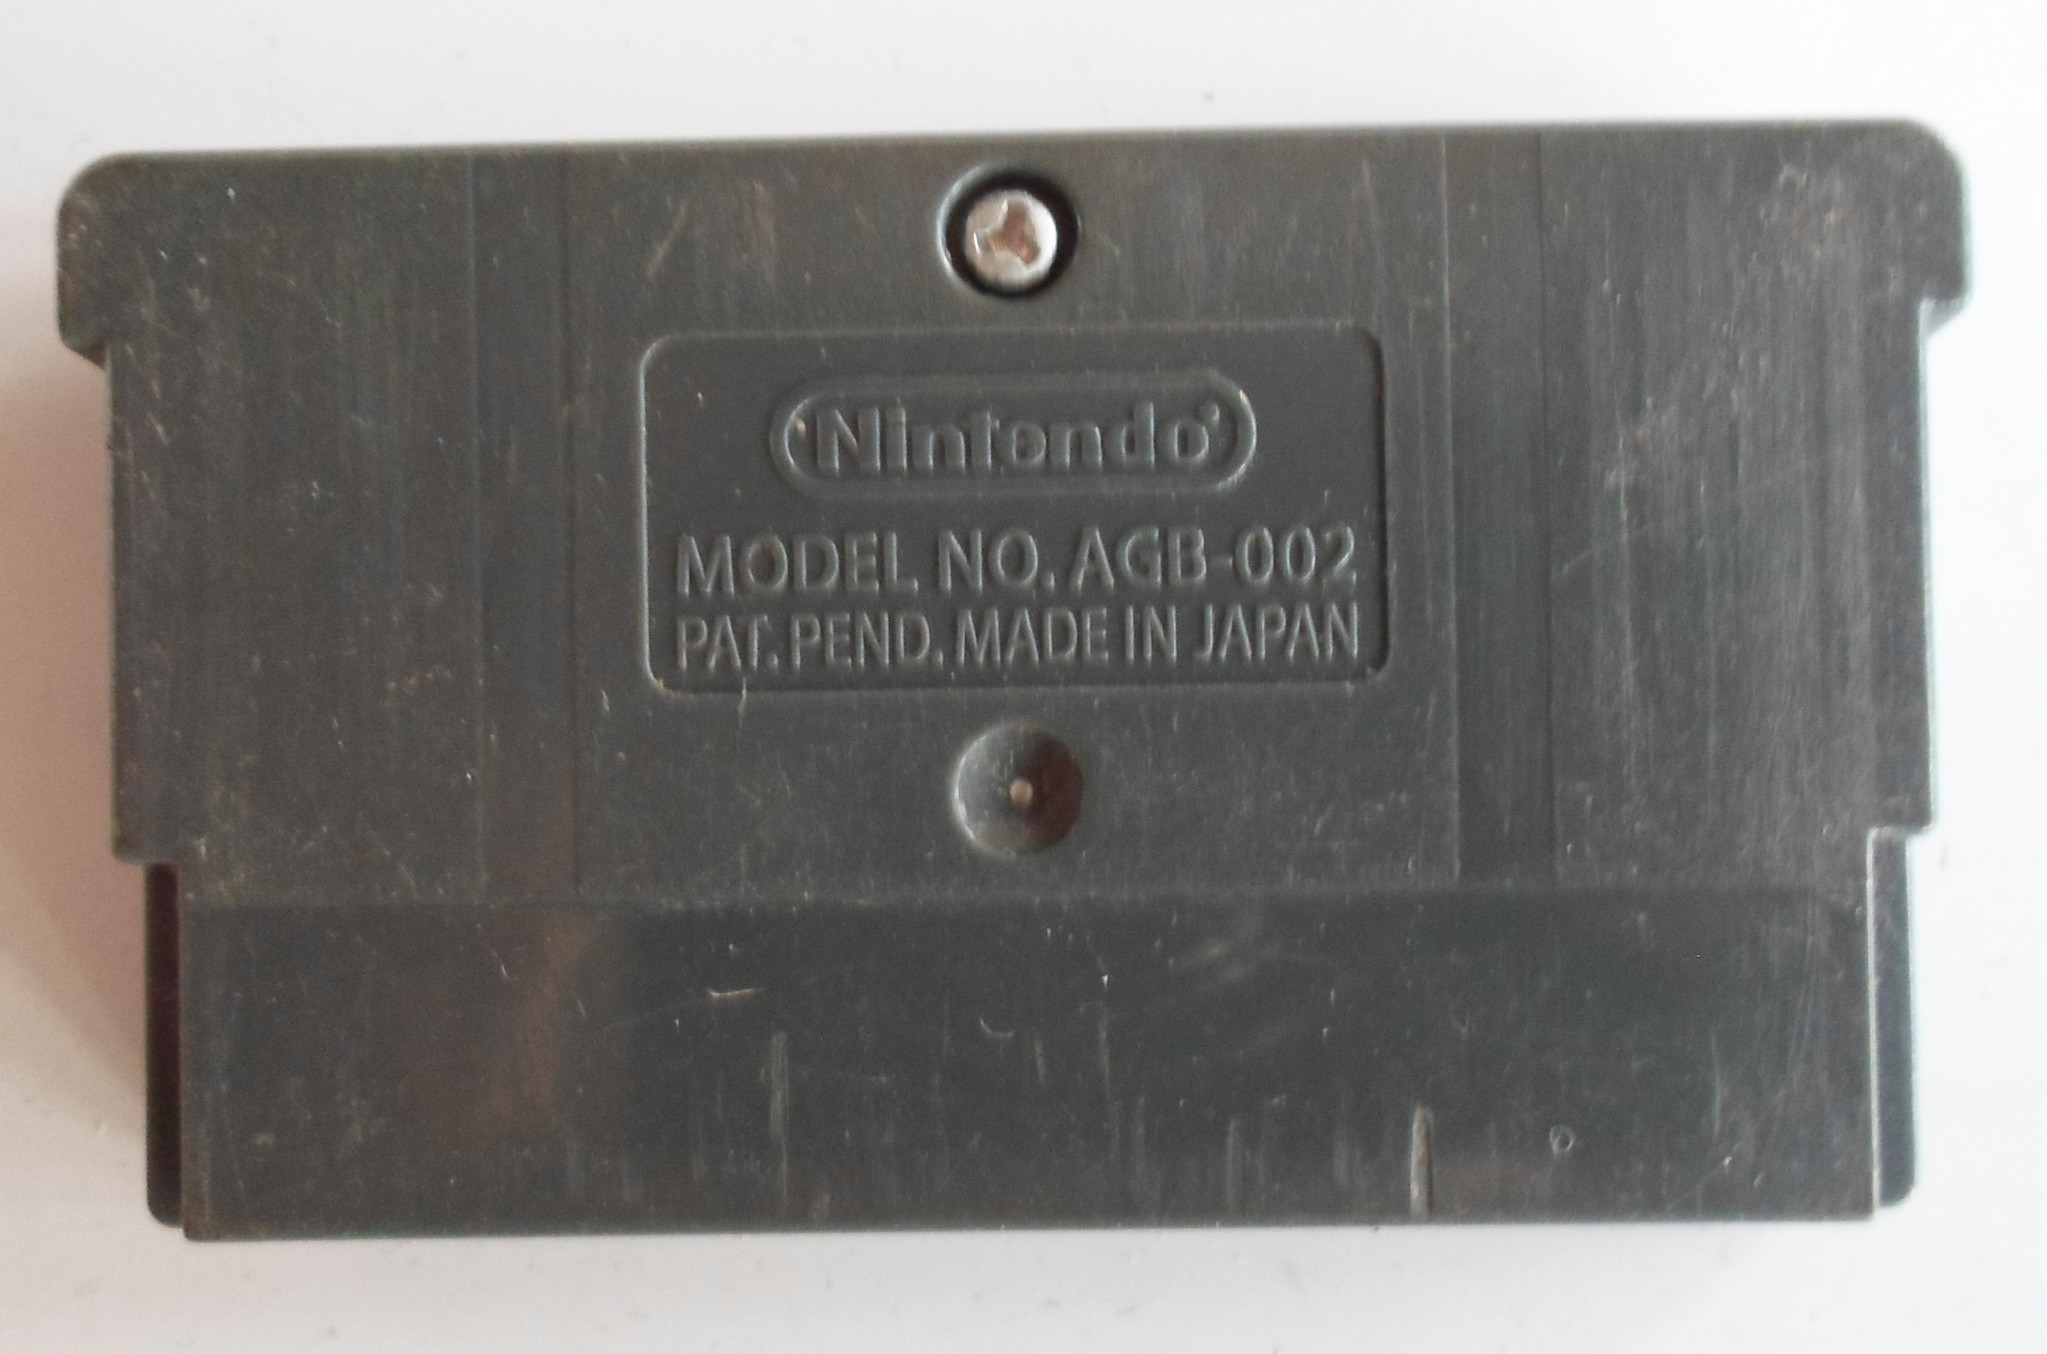 Nintendo
MODEL NO. AGB-002
PAT. PEND. MADE IN JAPAN